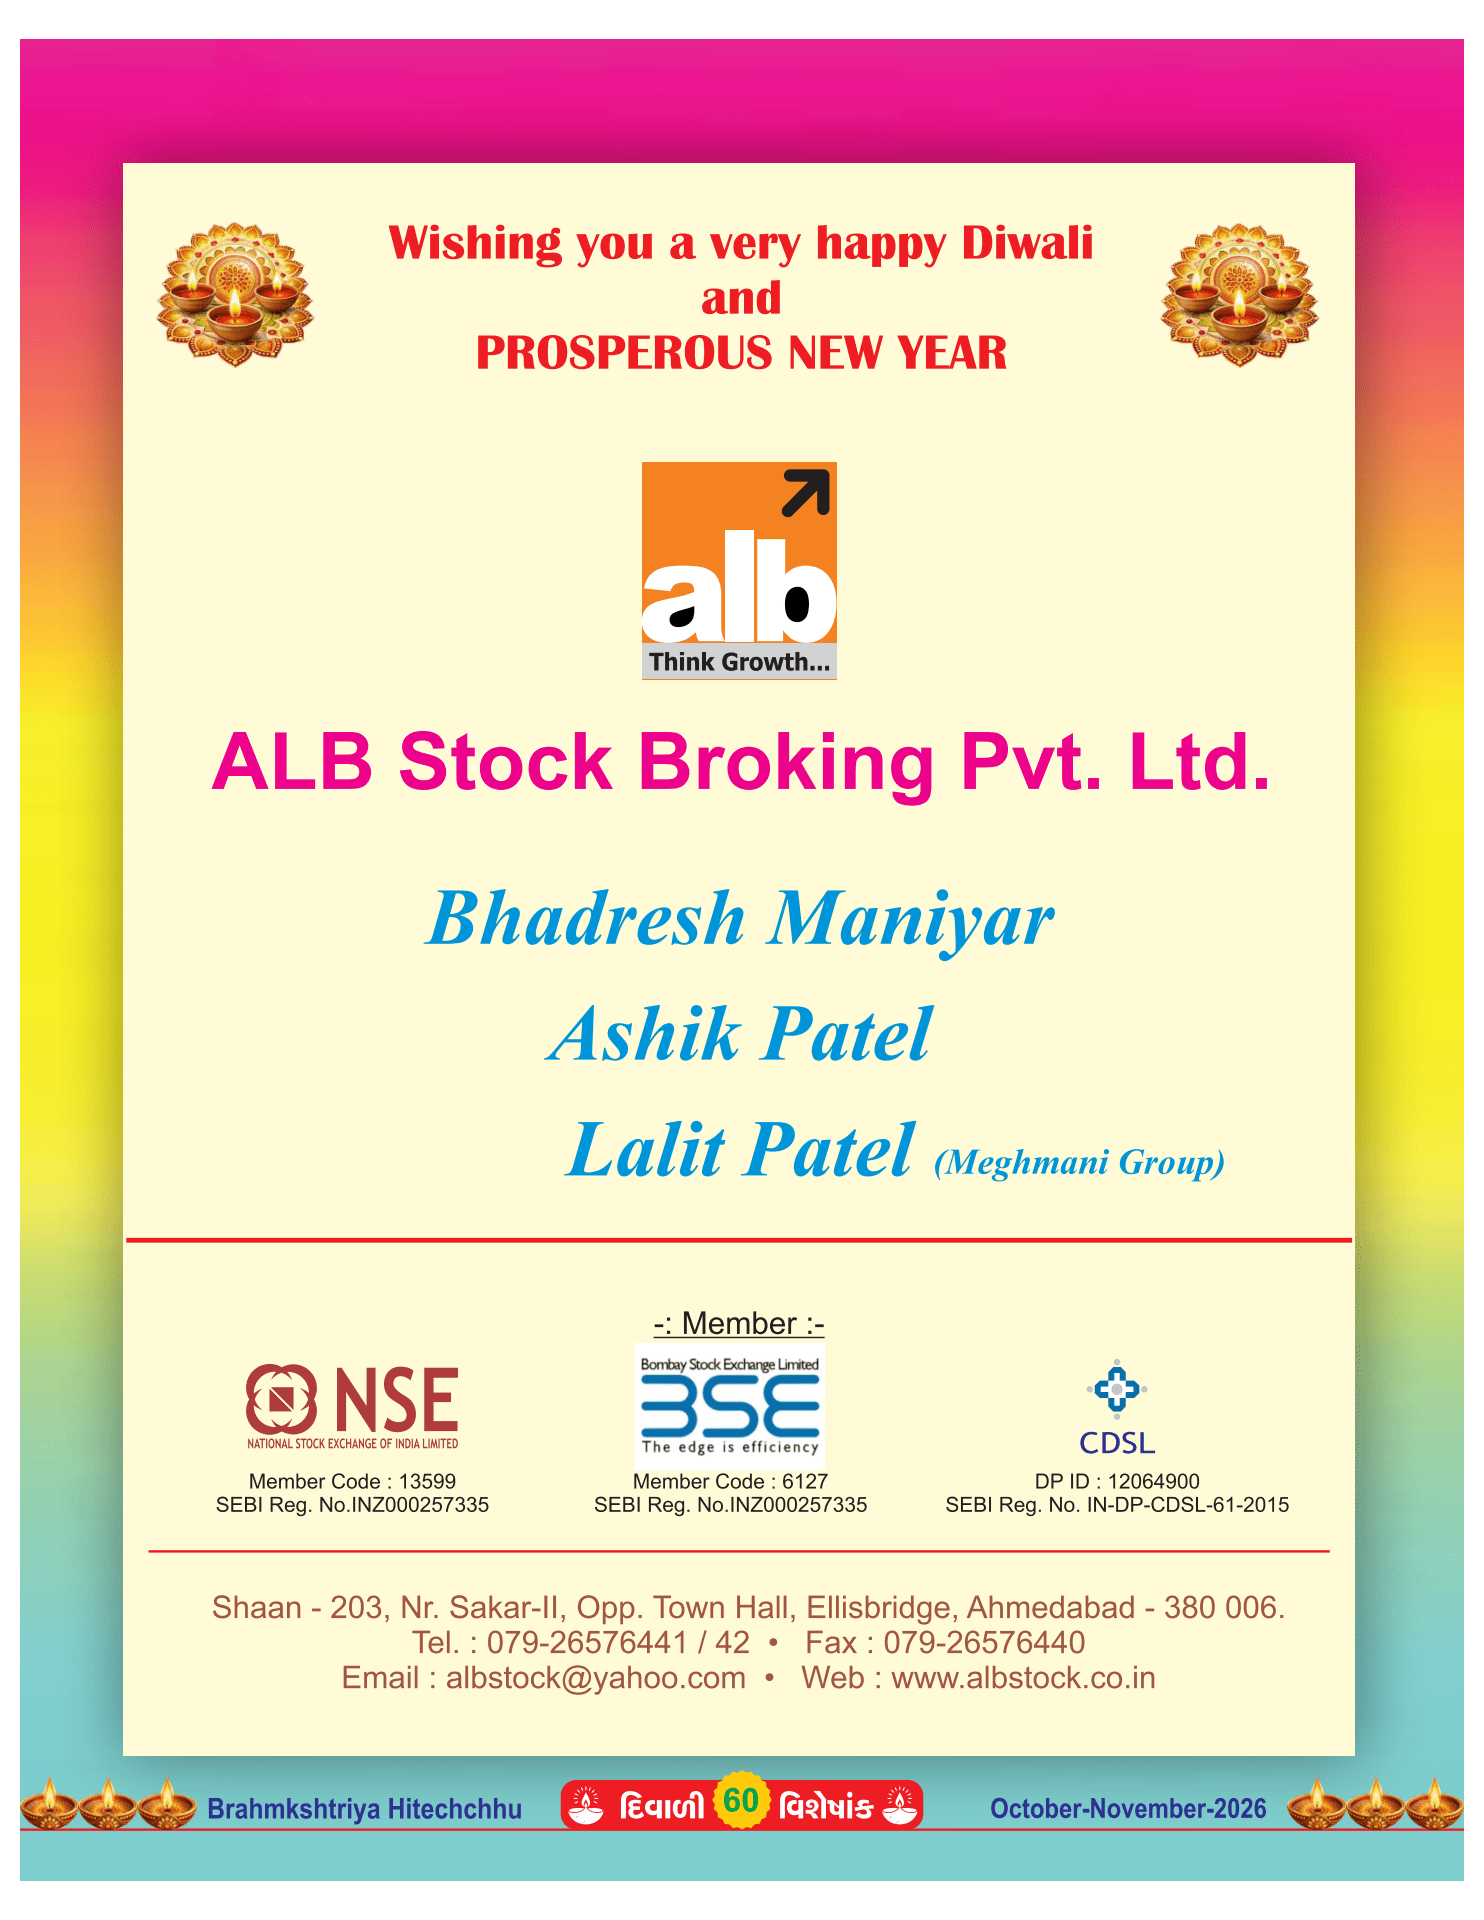 Wishing you a very happy Diwali
and
PROSPEROUS NEW YEAR
alb
Think Growth...
ALB Stock Broking Pvt. Ltd.
Bhadresh Maniyar
Ashik Patel
Lalit Patel (Meghmani Group)
-: Member :-
NSE
NATIONAL STOCK EXCHANGE OF INDIA LIMITED
Member Code : 13599
SEBI Reg. No.INZ000257335
Bombay Stock Exchange Limited
BSE
The edge is efficiency
Member Code : 6127
SEBI Reg. No.INZ000257335
CDSL
DP ID : 12064900
SEBI Reg. No. IN-DP-CDSL-61-2015
Shaan - 203, Nr. Sakar-II, Opp. Town Hall, Ellisbridge, Ahmedabad - 380 006.
Tel. : 079-26576441 / 42 • Fax : 079-26576440
Email : albstock@yahoo.com • Web : www.albstock.co.in
Brahmkshtriya Hitechchhu દિવાળી 60 વિશેષાંક October-November-2026